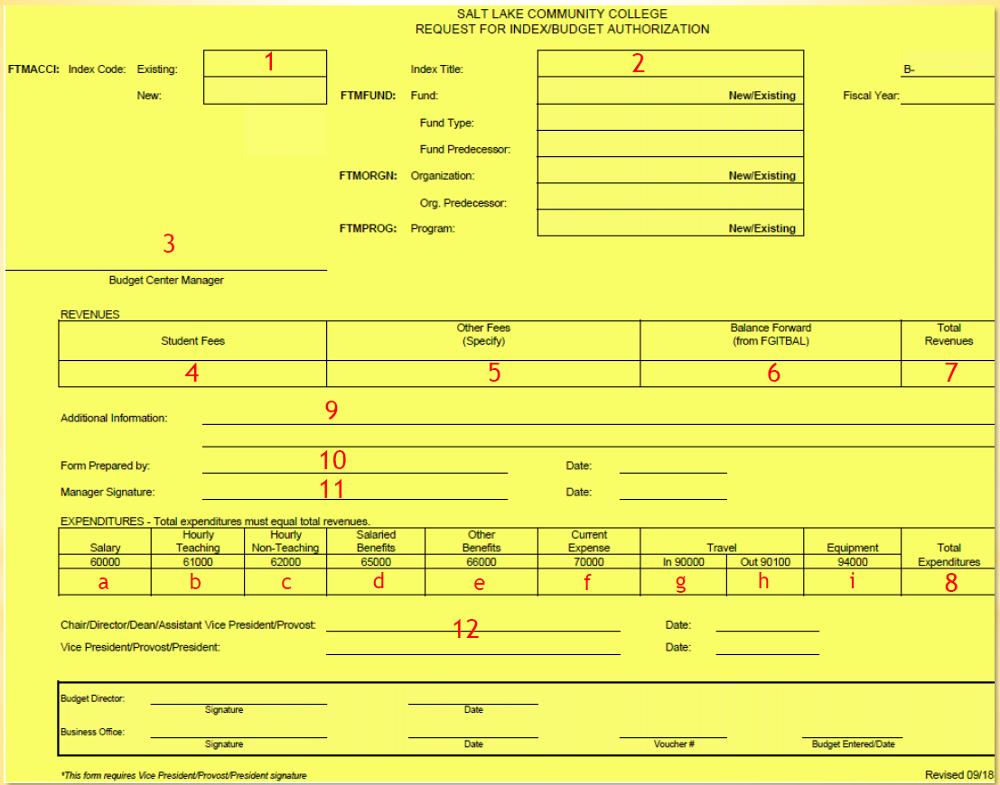 SALT LAKE COMMUNITY COLLEGE
REQUEST FOR INDEX/BUDGET AUTHORIZATION
FTMACCI: Index Code: Existing: 1 Index Title: 2 B-
New: FTMFUND: Fund: New/Existing Fiscal Year:
Fund Type:
Fund Predecessor:
FTMORGN: Organization: New/Existing
Org. Predecessor:
FTMPROG: Program: New/Existing
3
Budget Center Manager
REVENUES
Student Fees Other Fees (Specify) Balance Forward (from FGITBAL) Total Revenues
4 5 6 7
Additional Information: 9
Form Prepared by: 10 Date:
Manager Signature: 11 Date:
EXPENDITURES - Total expenditures must equal total revenues.
Salary Hourly Teaching Hourly Non-Teaching Salaried Benefits Other Benefits Current Expense Travel Equipment Total Expenditures
60000 61000 62000 65000 66000 70000 In 90000 Out 90100 94000
a b c d e f g h i 8
Chair/Director/Dean/Assistant Vice President/Provost: 12 Date:
Vice President/Provost/President: Date:
Budget Director:
Signature Date
Business Office:
Signature Date Voucher # Budget Entered/Date
*This form requires Vice President/Provost/President signature Revised 09/18